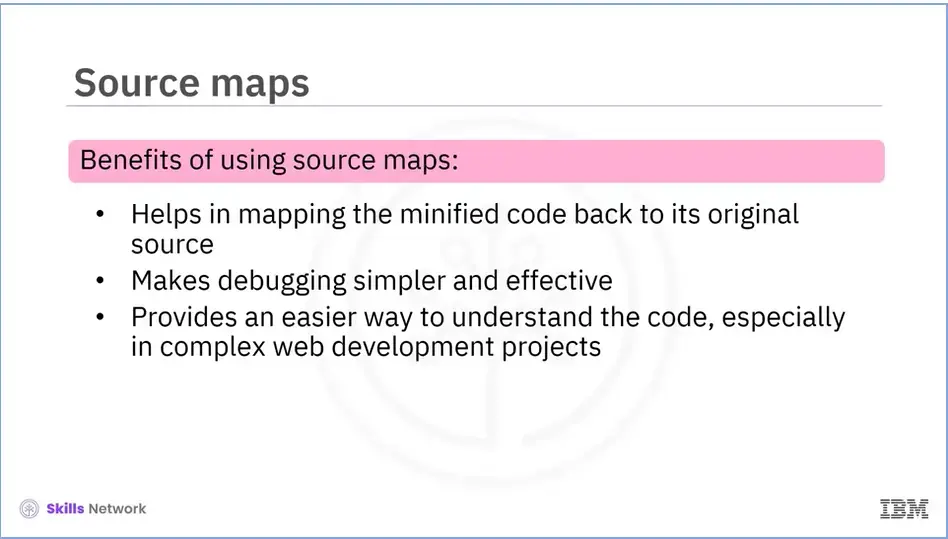 Source maps
Benefits of using source maps:
• Helps in mapping the minified code back to its original
source
• Makes debugging simpler and effective
• Provides an easier way to understand the code, especially
in complex web development projects
Skills Network
IBM